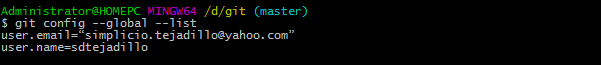 Administrator@HOMEPC MINGW64 /d/git (master)
$ git config --global --list
user.email=“simplicio.tejadillo@yahoo.com”
user.name=sdtejadillo